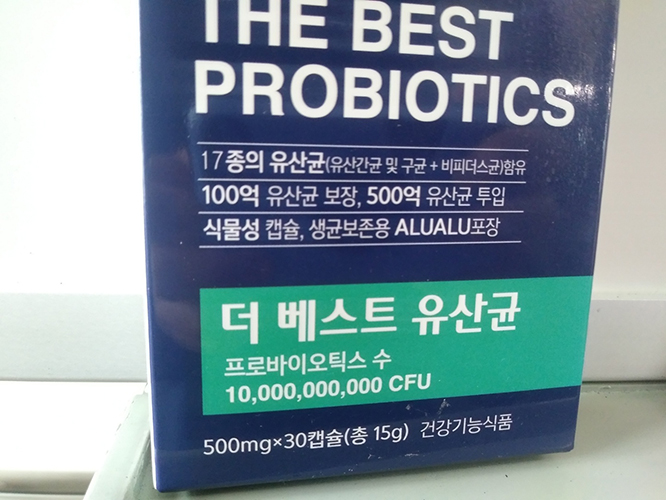 THE BEST
PROBIOTICS
17종의 유산균(유산간균 및 구균 + 비피더스균)함유
100억 유산균 보장, 500억 유산균 투입
식물성 캡슐, 생균보존용 ALUALU포장
더 베스트 유산균
프로바이오틱스 수
10,000,000,000 CFU
500mg×30캡슐(총 15g) 건강기능식품